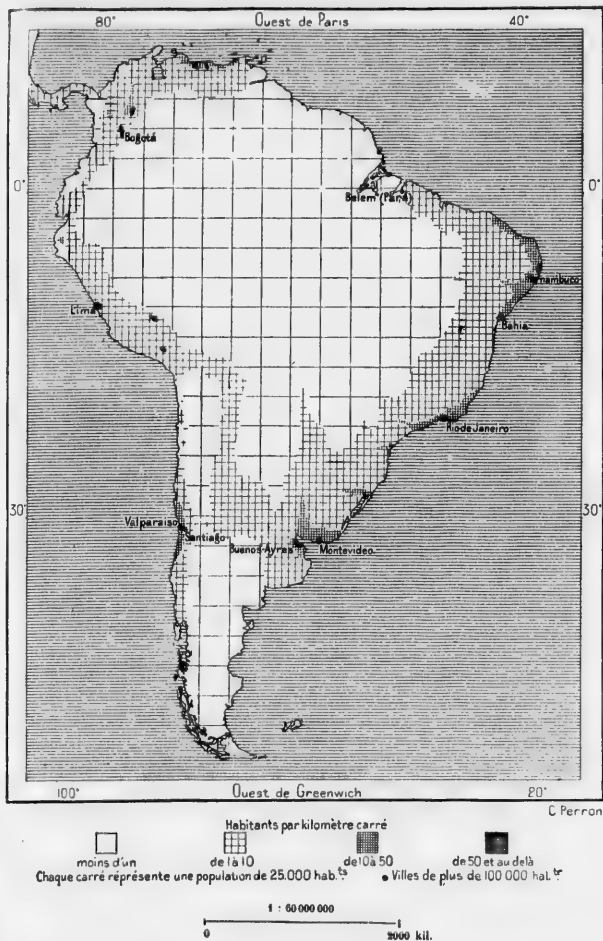 80° Ouest de Paris 40°
Bogotá
0° 0°
Belem (Pará)
Pernambuco
Lima
Bahia
Rio de Janeiro
30° 30°
Valparaiso
Santiago
Buenos-Ayres Montevideo
100° Ouest de Greenwich 20°
C Perron
Habitants par kilomètre carré
moins d'un de 1 à 10 de 10 à 50 de 50 et au delà
Chaque carré répresente une population de 25.000 hab.ts • Villes de plus de 100 000 hal.tr
1 : 60 000 000
0 2000 kil.